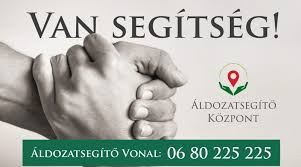 VAN SEGÍTSÉG!
ÁLDOZATSEGÍTŐ
KÖZPONT
ÁLDOZATSEGÍTŐ VONAL: 06 80 225 225